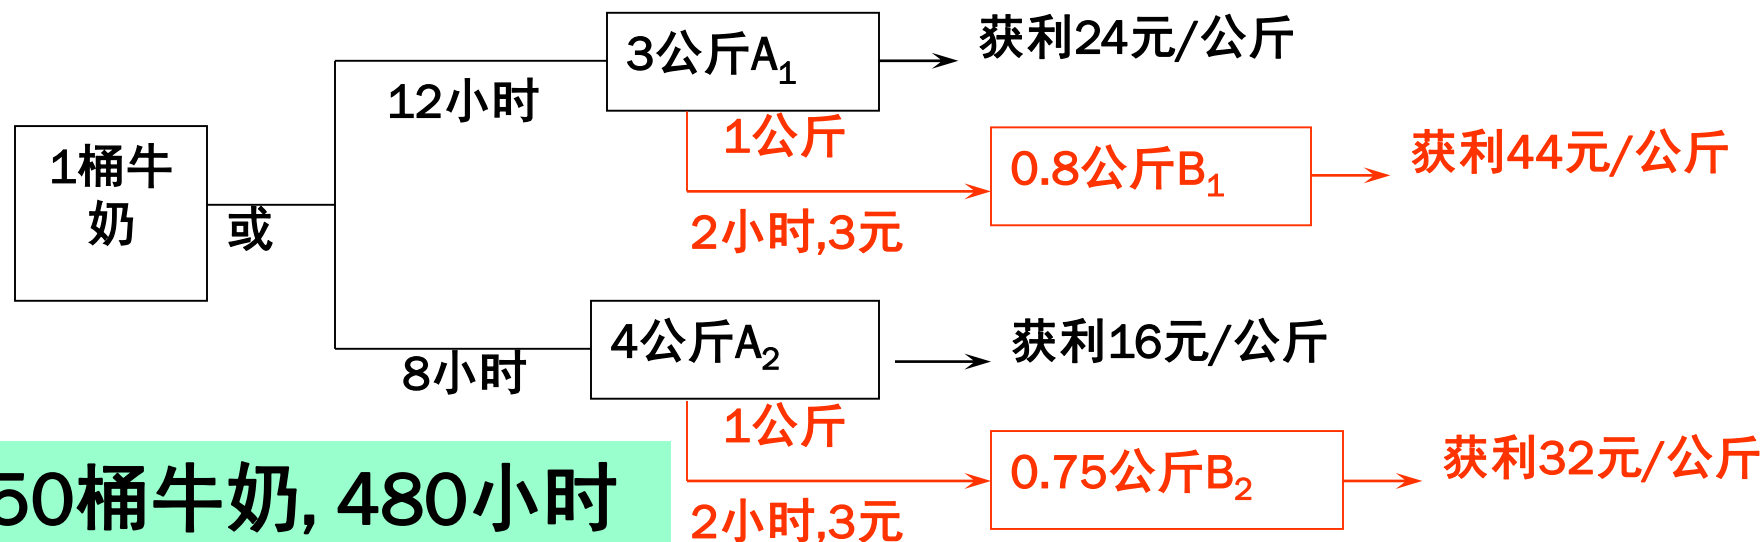 获利24元/公斤
3公斤A₁
12小时
1公斤
获利44元/公斤
0.8公斤B₁
1桶牛
奶
或
2小时,3元
4公斤A₂
获利16元/公斤
8小时
1公斤
获利32元/公斤
0.75公斤B₂
50桶牛奶, 480小时
2小时,3元